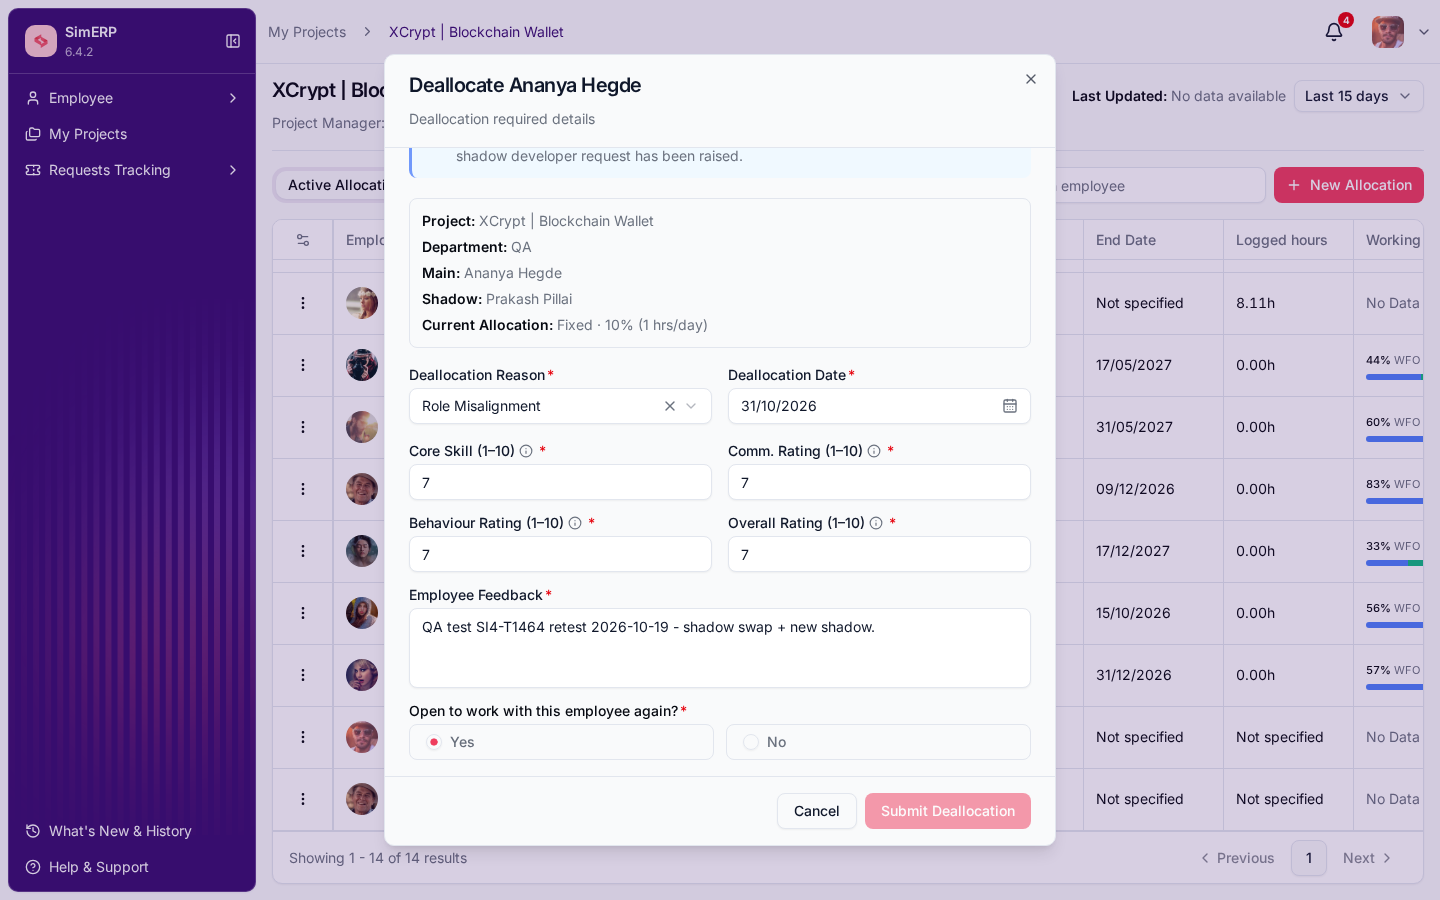 SimERP
6.4.2
Employee
My Projects
Requests Tracking
What's New & History
Help & Support
My Projects
XCrypt | Blockchain Wallet
4
XCrypt | Bloc
Project Manager:
Last Updated: No data available
Last 15 days
Active Allocati
employee
New Allocation
Emplo
End Date
Logged hours
Working
Not specified
8.11h
No Data
17/05/2027
0.00h
44% WFO
31/05/2027
0.00h
60% WFO
09/12/2026
0.00h
83% WFO
17/12/2027
0.00h
33% WFO
15/10/2026
0.00h
56% WFO
31/12/2026
0.00h
57% WFO
Not specified
Not specified
No Data
Not specified
Not specified
No Data
Showing 1 - 14 of 14 results
Previous
1
Next
Deallocate Ananya Hegde
Deallocation required details
shadow developer request has been raised.
Project: XCrypt | Blockchain Wallet
Department: QA
Main: Ananya Hegde
Shadow: Prakash Pillai
Current Allocation: Fixed · 10% (1 hrs/day)
Deallocation Reason*
Role Misalignment
Deallocation Date*
31/10/2026
Core Skill (1–10) *
7
Comm. Rating (1–10) *
7
Behaviour Rating (1–10) *
7
Overall Rating (1–10) *
7
Employee Feedback*
QA test SI4-T1464 retest 2026-10-19 - shadow swap + new shadow.
Open to work with this employee again?*
Yes
No
Cancel
Submit Deallocation